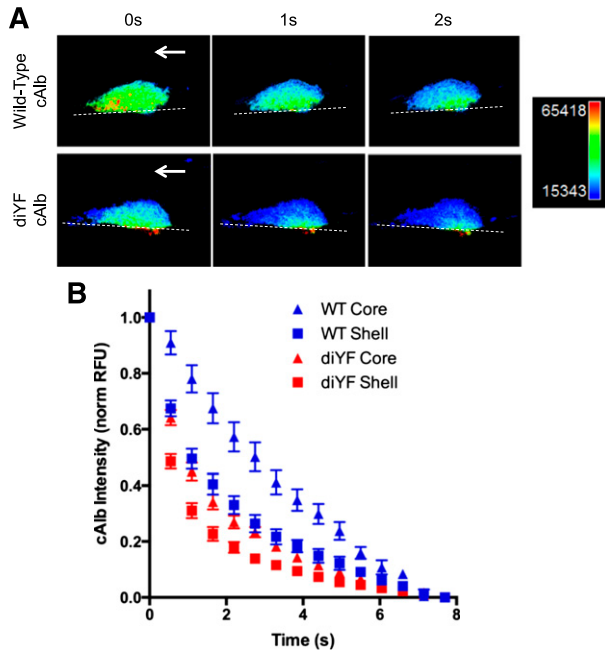 A
0s 1s 2s
Wild-Type
cAlb
diYF
cAlb
65418
15343
B
WT Core
WT Shell
diYF Core
diYF Shell
cAlb Intensity (norm RFU)
1.0
0.8
0.6
0.4
0.2
0.0
0 2 4 6 8
Time (s)